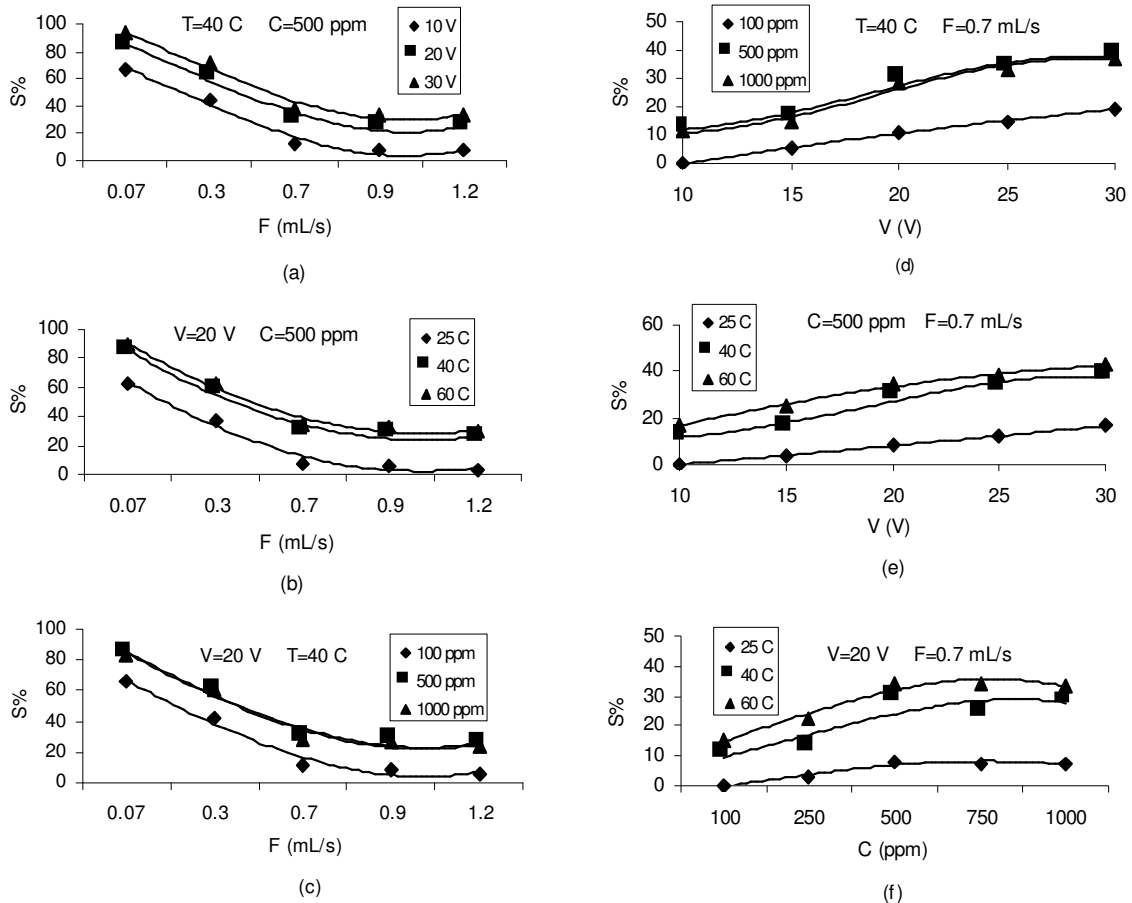 T=40 C C=500 ppm
10 V
20 V
30 V
S%
100
80
60
40
20
0
0.07 0.3 0.7 0.9 1.2
F (mL/s)
(a)
V=20 V C=500 ppm
25 C
40 C
60 C
S%
100
80
60
40
20
0
0.07 0.3 0.7 0.9 1.2
F (mL/s)
(b)
V=20 V T=40 C
100 ppm
500 ppm
1000 ppm
S%
100
80
60
40
20
0
0.07 0.3 0.7 0.9 1.2
F (mL/s)
(c)
T=40 C F=0.7 mL/s
100 ppm
500 ppm
1000 ppm
S%
50
40
30
20
10
0
10 15 20 25 30
V (V)
(d)
C=500 ppm F=0.7 mL/s
25 C
40 C
60 C
S%
60
40
20
0
10 15 20 25 30
V (V)
(e)
V=20 V F=0.7 mL/s
25 C
40 C
60 C
S%
50
40
30
20
10
0
100 250 500 750 1000
C (ppm)
(f)